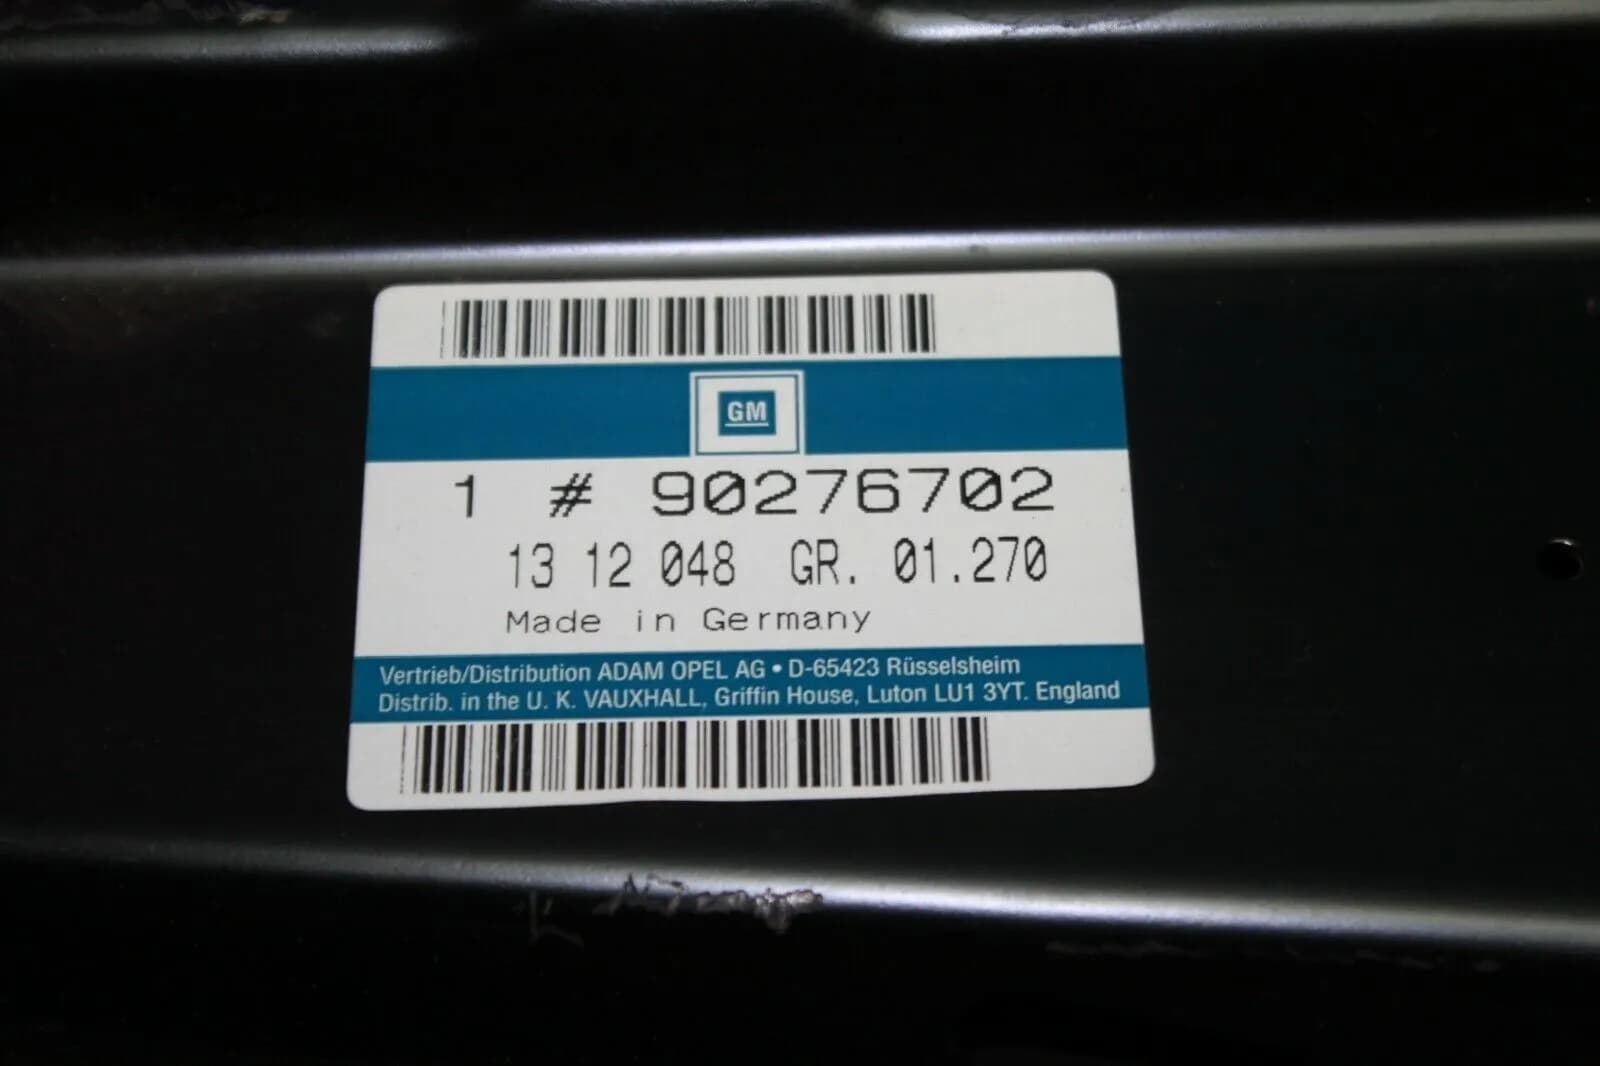 GM
1 # 90276702
13 12 048 GR. 01.270
Made in Germany
Vertrieb/Distribution ADAM OPEL AG • D-65423 Rüsselsheim
Distrib. in the U. K. VAUXHALL, Griffin House, Luton LU1 3YT. England